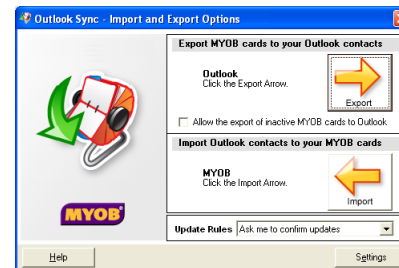 Outlook Sync - Import and Export Options
Export MYOB cards to your Outlook contacts
Outlook
Click the Export Arrow.
Export
Allow the export of inactive MYOB cards to Outlook
Import Outlook contacts to your MYOB cards
MYOB
Click the Import Arrow.
Import
MYOB
Update Rules Ask me to confirm updates
Help
Settings